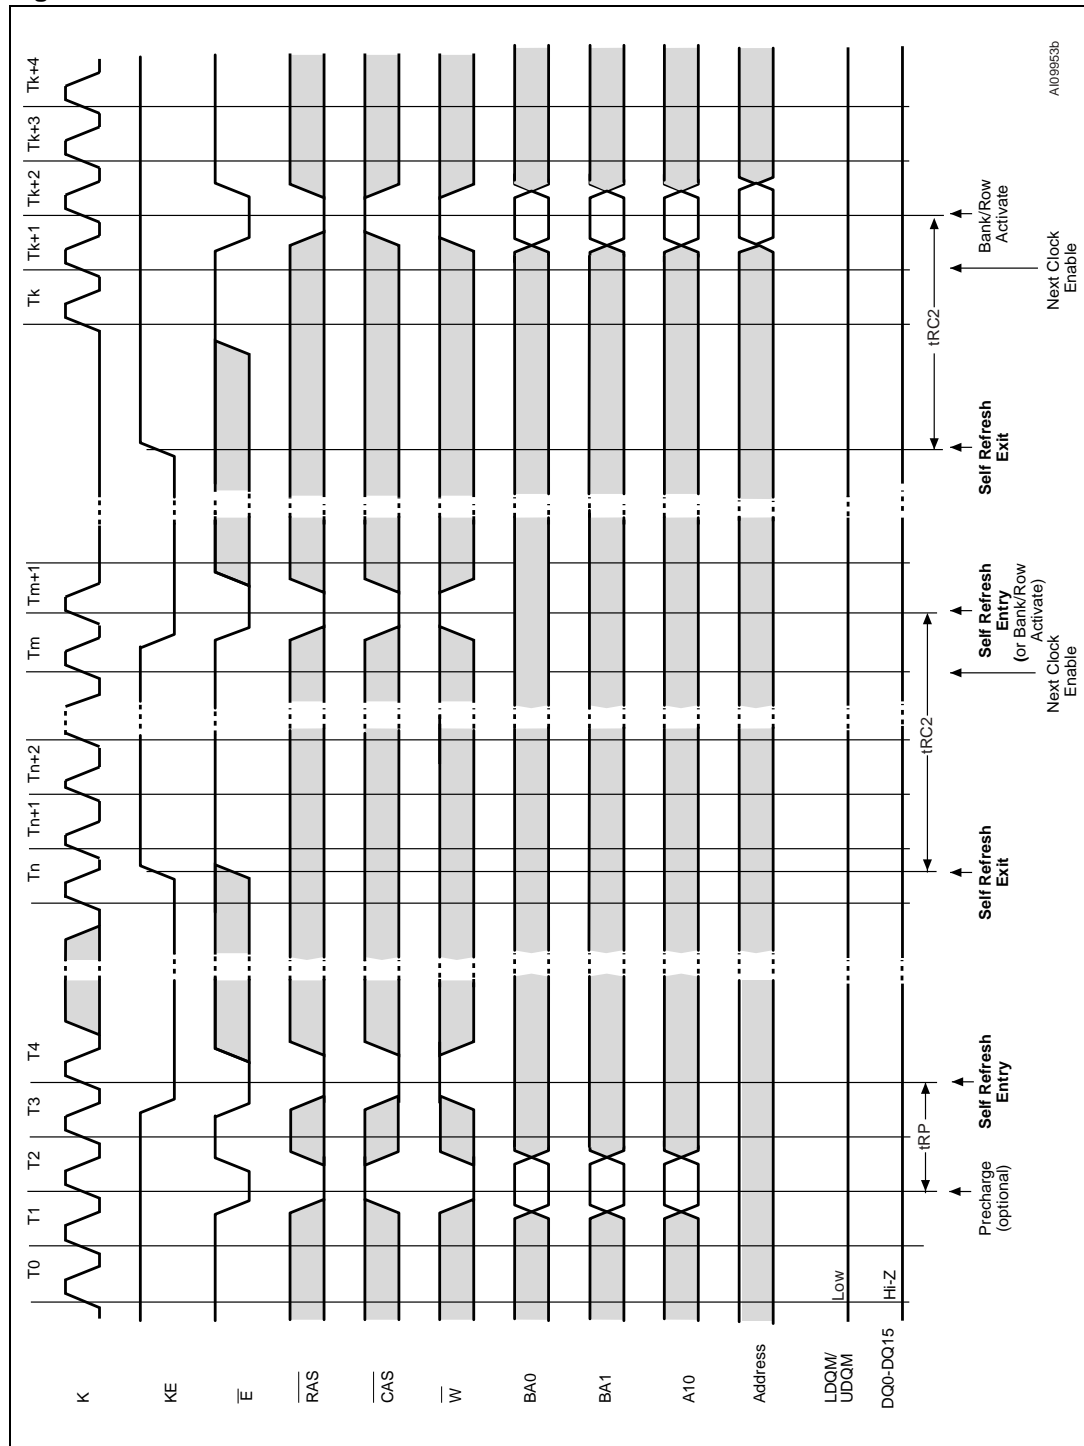 T0 T1 T2 T3 T4 Tn Tn+1 Tn+2 Tm Tm+1 Tk Tk+1 Tk+2 Tk+3 Tk+4
K
KE
E
RAS
CAS
W
BA0
BA1
A10
Address
LDQM/
UDQM
Low
DQ0-DQ15
Hi-Z
tRP
tRC2
tRC2
Precharge
(optional)
Self Refresh
Entry
Self Refresh
Exit
Next Clock
Enable
Self Refresh
Entry
(or Bank/Row
Activate)
Self Refresh
Exit
Next Clock
Enable
Bank/Row
Activate
AI09953b